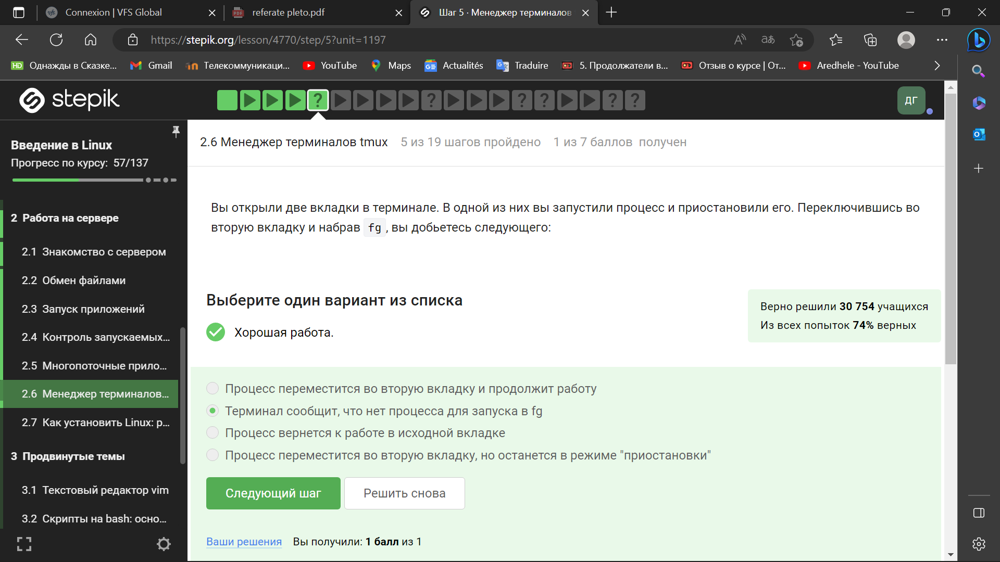 Connexion | VFS Global
referate pleto.pdf
Шаг 5 · Менеджер терминалов
https://stepik.org/lesson/4770/step/5?unit=1197
Однажды в Сказке...
Gmail
Телекоммуникаци...
YouTube
Maps
Actualités
Traduire
5. Продолжатели в...
Отзыв о курсе | От...
Aredhele - YouTube
stepik
ДГ
Введение в Linux
Прогресс по курсу: 57/137
2 Работа на сервере
2.1 Знакомство с сервером
2.2 Обмен файлами
2.3 Запуск приложений
2.4 Контроль запускаемых...
2.5 Многопоточные прило...
2.6 Менеджер терминалов...
2.7 Как установить Linux: р...
3 Продвинутые темы
3.1 Текстовый редактор vim
3.2 Скрипты на bash: осно...
2.6 Менеджер терминалов tmux 5 из 19 шагов пройдено 1 из 7 баллов получен
Вы открыли две вкладки в терминале. В одной из них вы запустили процесс и приостановили его. Переключившись во
вторую вкладку и набрав fg , вы добьетесь следующего:
Выберите один вариант из списка
Хорошая работа.
Верно решили 30 754 учащихся
Из всех попыток 74% верных
Процесс переместится во вторую вкладку и продолжит работу
Терминал сообщит, что нет процесса для запуска в fg
Процесс вернется к работе в исходной вкладке
Процесс переместится во вторую вкладку, но останется в режиме "приостановки"
Следующий шаг
Решить снова
Ваши решения Вы получили: 1 балл из 1